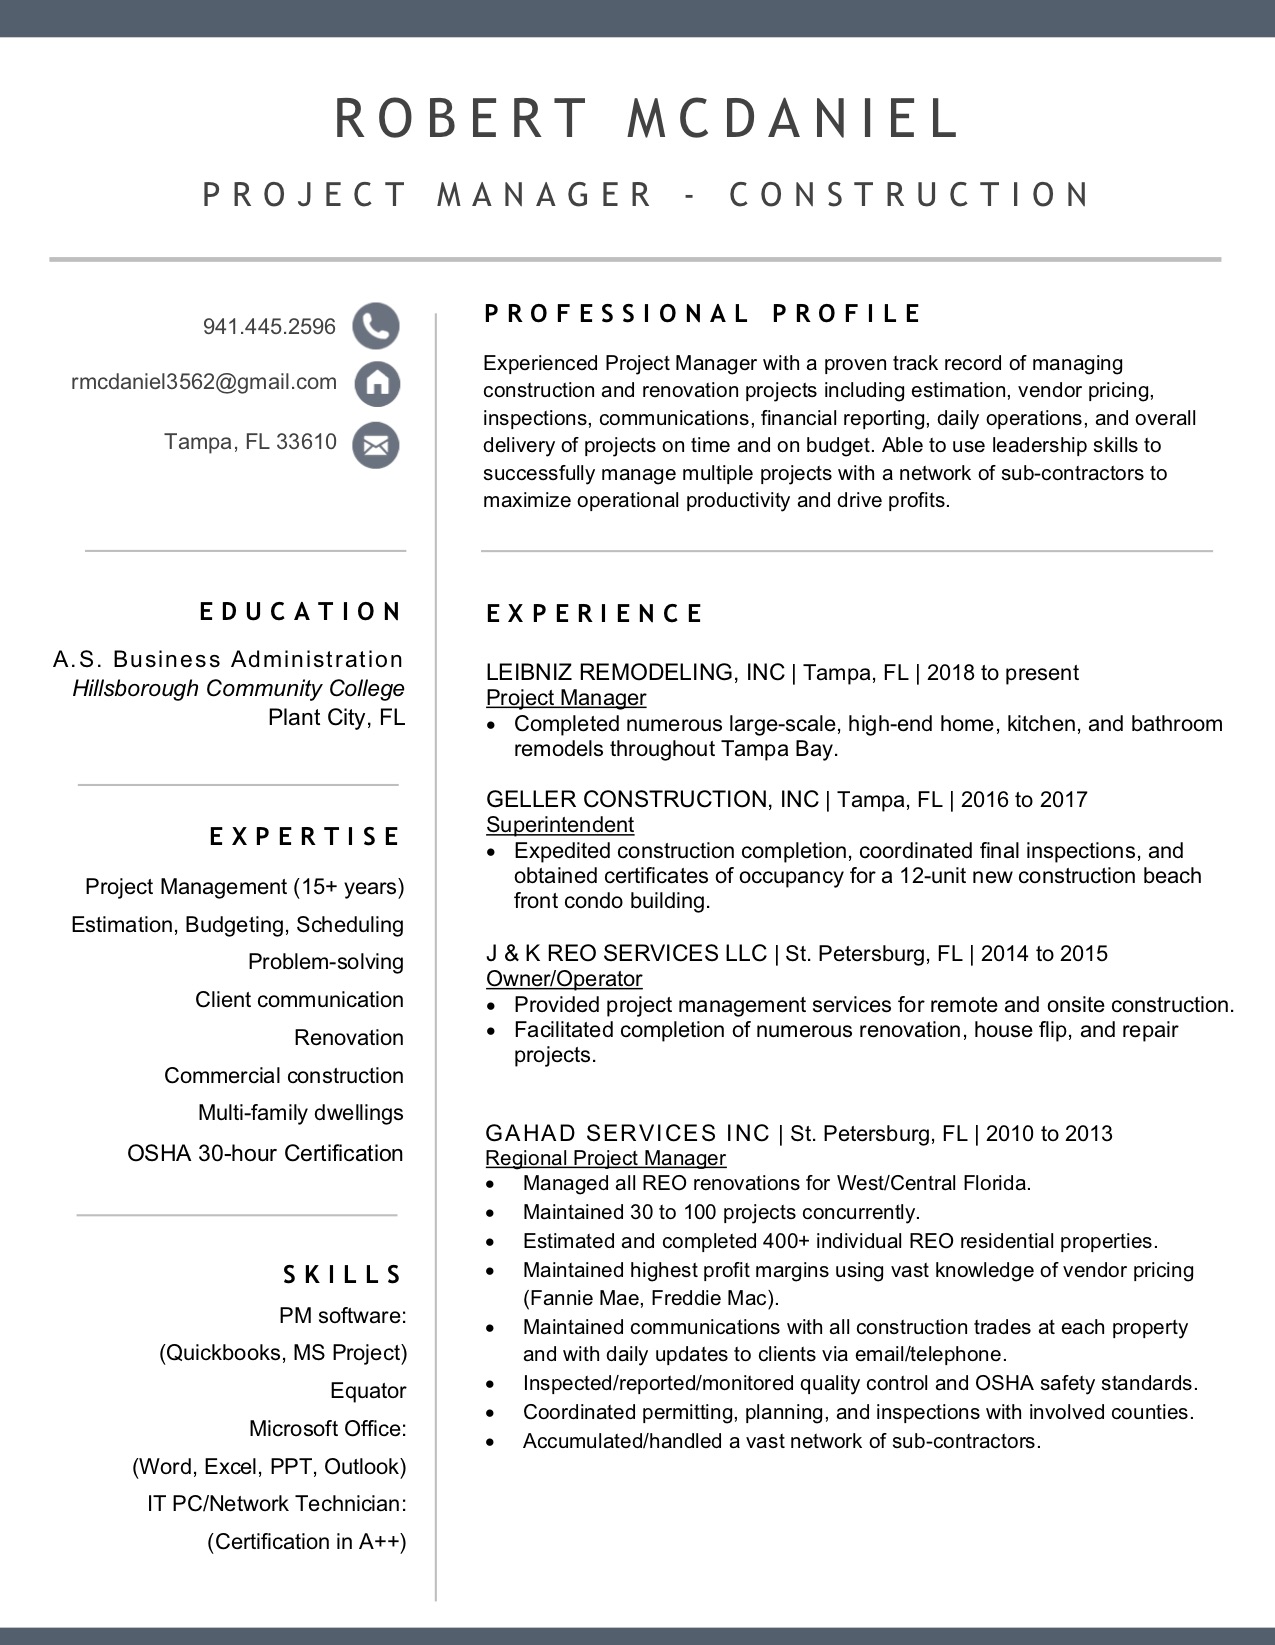 ROBERT MCDANIEL
PROJECT MANAGER - CONSTRUCTION
941.445.2596
rmcdaniel3562@gmail.com
Tampa, FL 33610
EDUCATION
A.S. Business Administration
Hillsborough Community College
Plant City, FL
EXPERTISE
Project Management (15+ years)
Estimation, Budgeting, Scheduling
Problem-solving
Client communication
Renovation
Commercial construction
Multi-family dwellings
OSHA 30-hour Certification
SKILLS
PM software:
(Quickbooks, MS Project)
Equator
Microsoft Office:
(Word, Excel, PPT, Outlook)
IT PC/Network Technician:
(Certification in A++)
PROFESSIONAL PROFILE
Experienced Project Manager with a proven track record of managing
construction and renovation projects including estimation, vendor pricing,
inspections, communications, financial reporting, daily operations, and overall
delivery of projects on time and on budget. Able to use leadership skills to
successfully manage multiple projects with a network of sub-contractors to
maximize operational productivity and drive profits.
EXPERIENCE
LEIBNIZ REMODELING, INC | Tampa, FL | 2018 to present
Project Manager
• Completed numerous large-scale, high-end home, kitchen, and bathroom
remodels throughout Tampa Bay.
GELLER CONSTRUCTION, INC | Tampa, FL | 2016 to 2017
Superintendent
• Expedited construction completion, coordinated final inspections, and
obtained certificates of occupancy for a 12-unit new construction beach
front condo building.
J & K REO SERVICES LLC | St. Petersburg, FL | 2014 to 2015
Owner/Operator
• Provided project management services for remote and onsite construction.
• Facilitated completion of numerous renovation, house flip, and repair
projects.
GAHAD SERVICES INC | St. Petersburg, FL | 2010 to 2013
Regional Project Manager
• Managed all REO renovations for West/Central Florida.
• Maintained 30 to 100 projects concurrently.
• Estimated and completed 400+ individual REO residential properties.
• Maintained highest profit margins using vast knowledge of vendor pricing
(Fannie Mae, Freddie Mac).
• Maintained communications with all construction trades at each property
and with daily updates to clients via email/telephone.
• Inspected/reported/monitored quality control and OSHA safety standards.
• Coordinated permitting, planning, and inspections with involved counties.
• Accumulated/handled a vast network of sub-contractors.